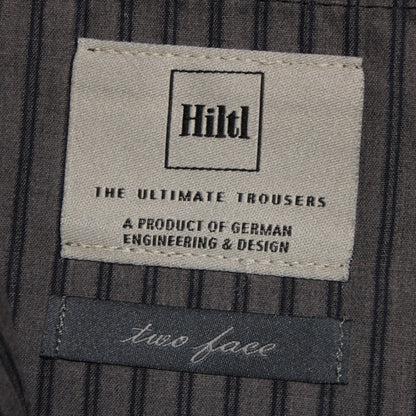 Hiltl
THE ULTIMATE TROUSERS
A PRODUCT OF GERMAN
ENGINEERING & DESIGN
two face